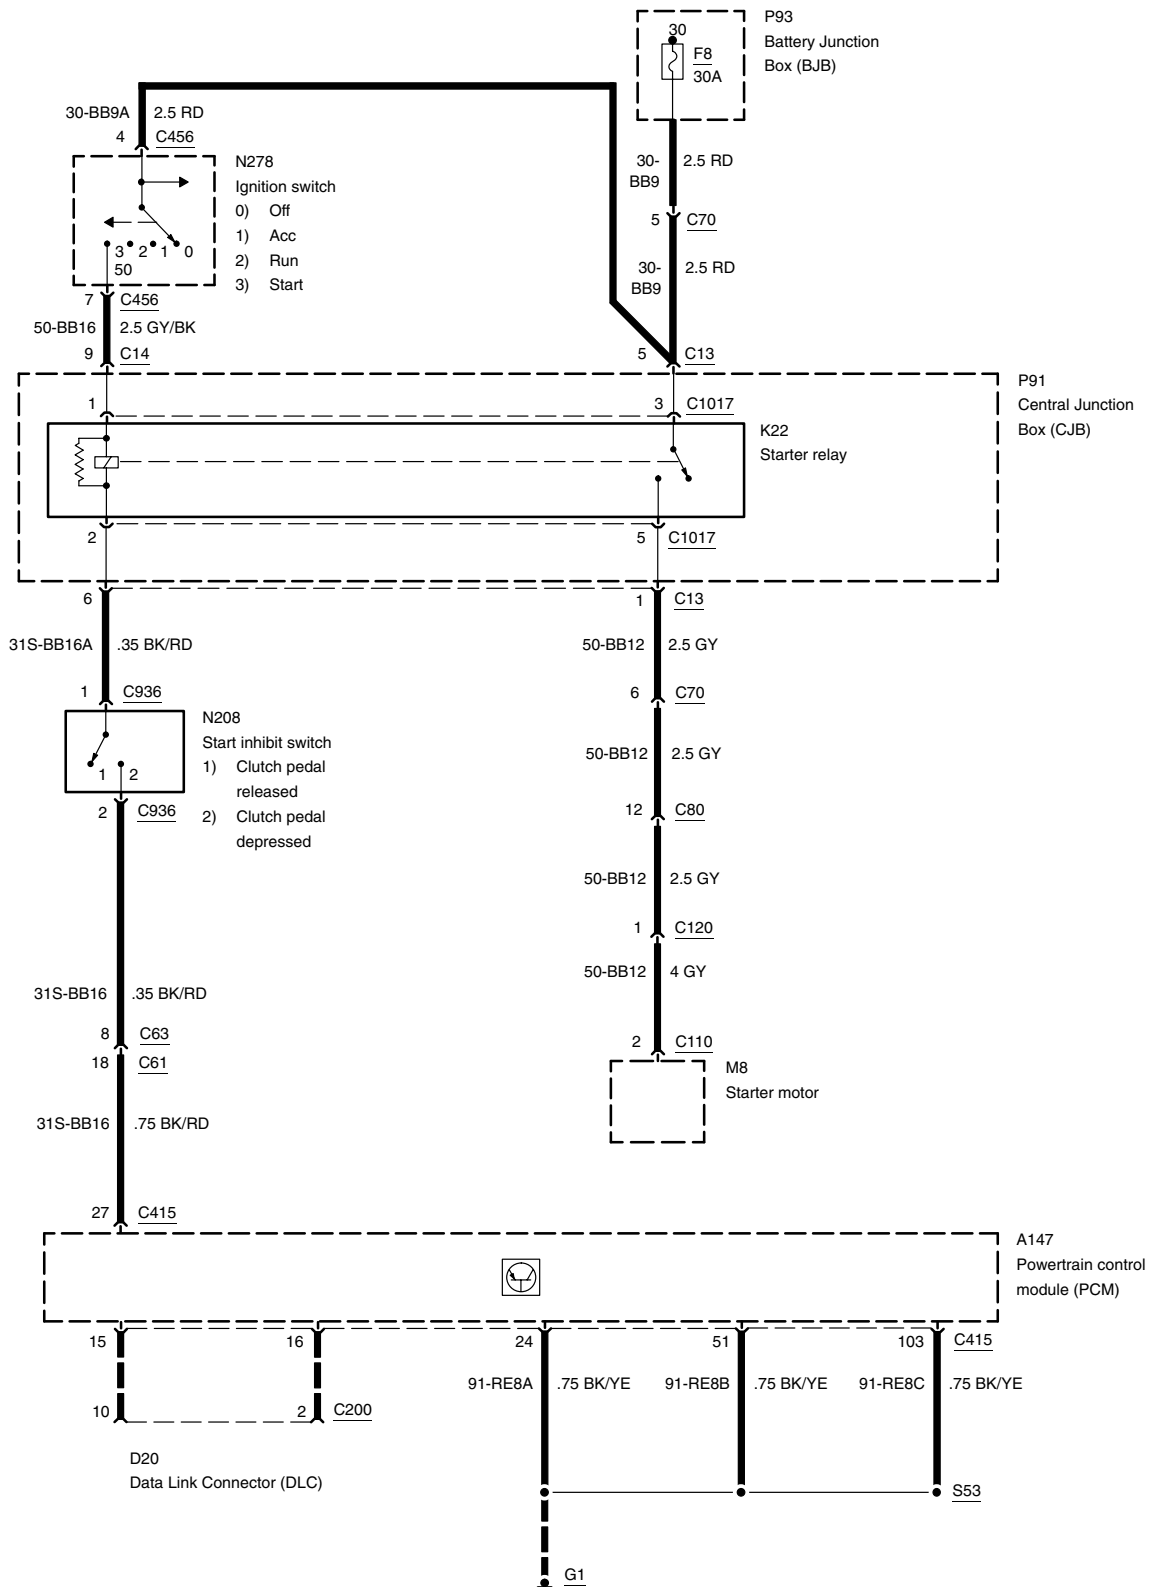 P93
Battery Junction
Box (BJB)
30
F8
30A
30-BB9A 2.5 RD
4 C456
N278
Ignition switch
0) Off
1) Acc
2) Run
3) Start
3 2 1 0
50
30-
BB9
2.5 RD
5 C70
30-
BB9
2.5 RD
7 C456
50-BB16 2.5 GY/BK
9 C14
5 C13
P91
Central Junction
Box (CJB)
1
3 C1017
K22
Starter relay
2
5 C1017
6
1 C13
31S-BB16A .35 BK/RD
50-BB12 2.5 GY
1 C936
6 C70
N208
Start inhibit switch
1) Clutch pedal
released
2) Clutch pedal
depressed
1 2
2 C936
50-BB12 2.5 GY
12 C80
50-BB12 2.5 GY
1 C120
50-BB12 4 GY
31S-BB16 .35 BK/RD
8 C63
18 C61
2 C110
M8
Starter motor
31S-BB16 .75 BK/RD
27 C415
A147
Powertrain control
module (PCM)
15 16 24 51 103 C415
91-RE8A .75 BK/YE 91-RE8B .75 BK/YE 91-RE8C .75 BK/YE
10 2 C200
D20
Data Link Connector (DLC)
S53
G1